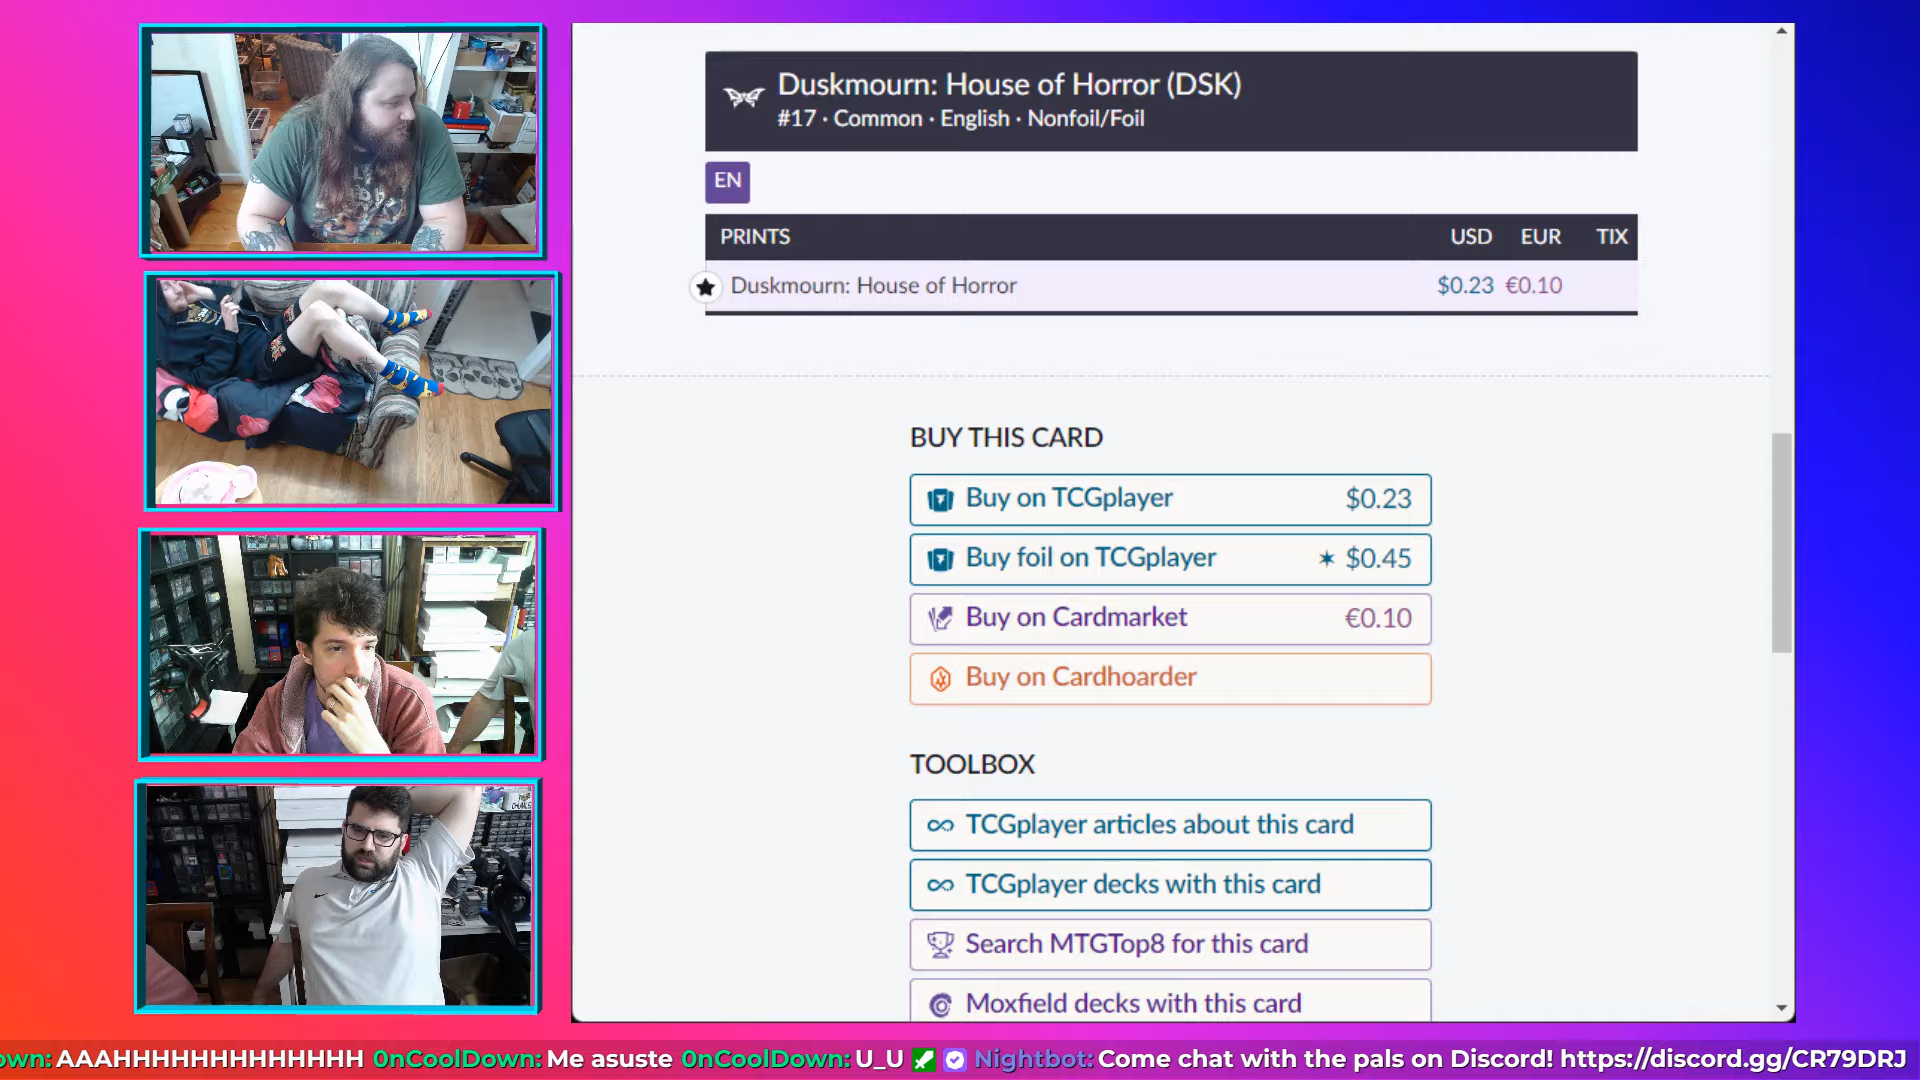 Duskmourn: House of Horror (DSK)
#17 · Common · English · Nonfoil/Foil
EN
PRINTS USD EUR TIX
Duskmourn: House of Horror $0.23 €0.10
BUY THIS CARD
Buy on TCGplayer $0.23
Buy foil on TCGplayer ✶ $0.45
Buy on Cardmarket €0.10
Buy on Cardhoarder
TOOLBOX
TCGplayer articles about this card
TCGplayer decks with this card
Search MTGTop8 for this card
Moxfield decks with this card
own: AAAHHHHHHHHHHHHHH 0nCoolDown: Me asuste 0nCoolDown: U_U Nightbot: Come chat with the pals on Discord! https://discord.gg/CR79DRJ